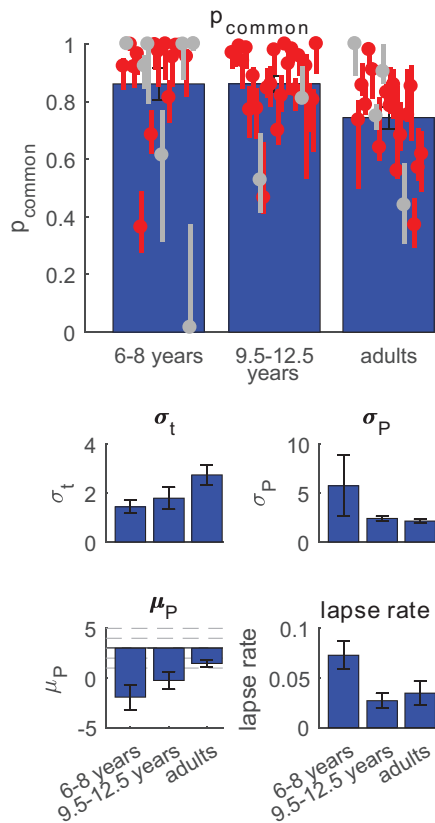 p_common
p_common
1
0.8
0.6
0.4
0.2
0
6-8 years
9.5-12.5
years
adults
σ_t
σ_P
σ_t
4
2
0
σ_P
10
5
0
μ_P
lapse rate
μ_P
5
0
-5
lapse rate
0.1
0.05
0
6-8 years
9.5-12.5 years
adults
6-8 years
9.5-12.5 years
adults